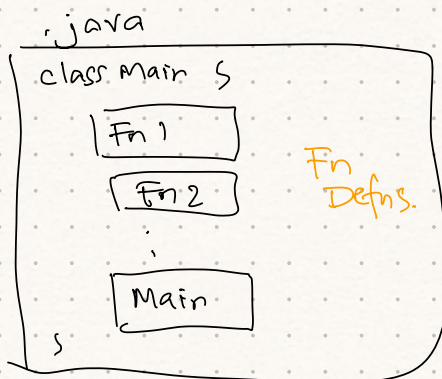 .java
class Main {
Fn 1
Fn 2
:
Main
}
Fn
Defns.